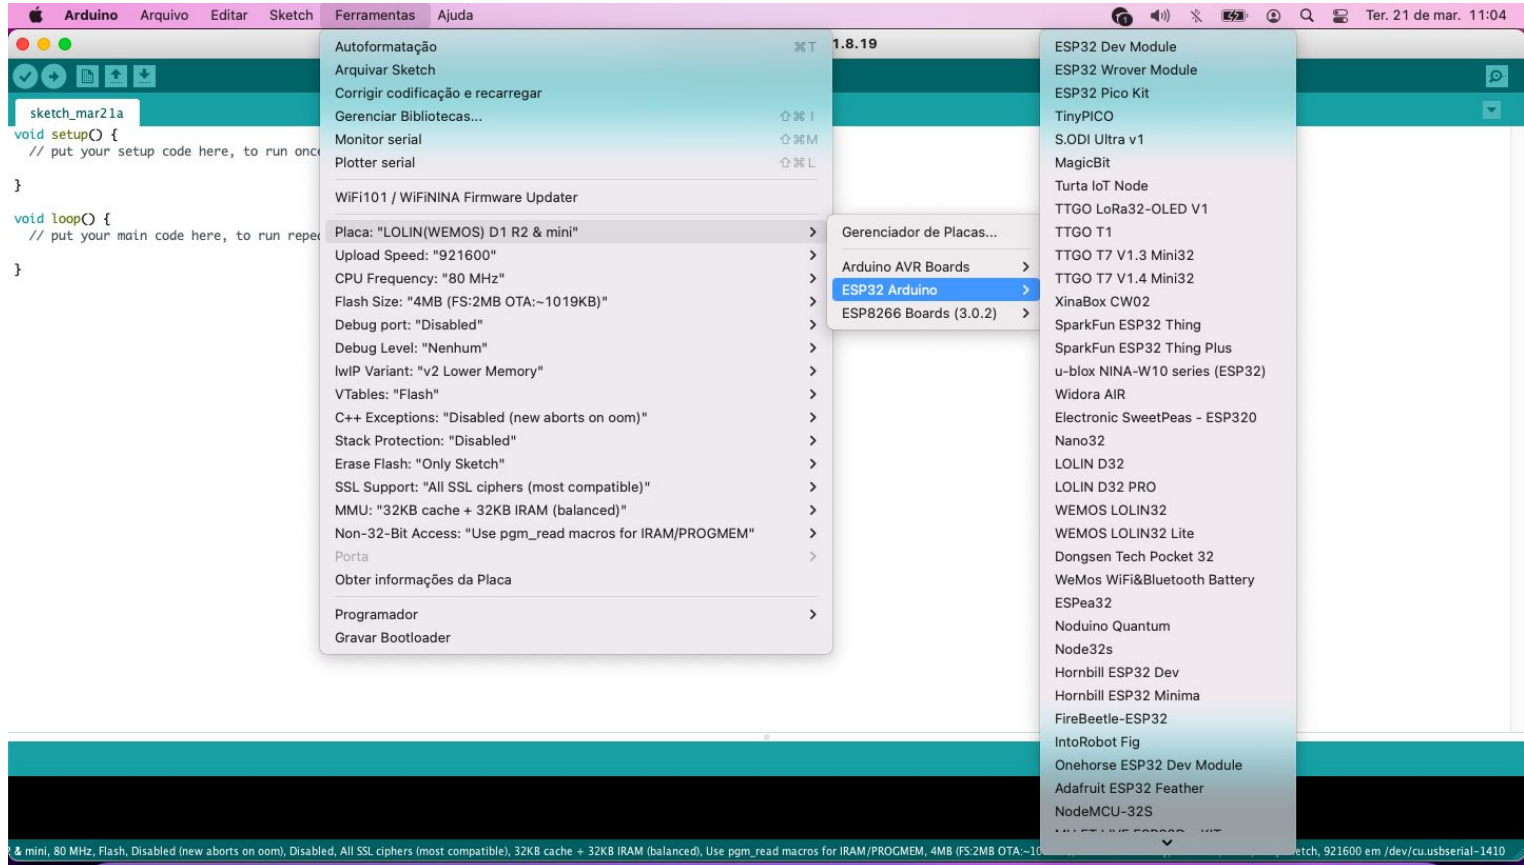 Arduino Arquivo Editar Sketch Ferramentas Ajuda Ter. 21 de mar. 11:04
1.8.19
sketch_mar21a
void setup() {
// put your setup code here, to run once
}
void loop() {
// put your main code here, to run repe
}
Autoformatação ⌘T
Arquivar Sketch
Corrigir codificação e recarregar
Gerenciar Bibliotecas... ⇧⌘I
Monitor serial ⇧⌘M
Plotter serial ⇧⌘L
WiFi101 / WiFiNINA Firmware Updater
Placa: "LOLIN(WEMOS) D1 R2 & mini"
Upload Speed: "921600"
CPU Frequency: "80 MHz"
Flash Size: "4MB (FS:2MB OTA:~1019KB)"
Debug port: "Disabled"
Debug Level: "Nenhum"
lwIP Variant: "v2 Lower Memory"
VTables: "Flash"
C++ Exceptions: "Disabled (new aborts on oom)"
Stack Protection: "Disabled"
Erase Flash: "Only Sketch"
SSL Support: "All SSL ciphers (most compatible)"
MMU: "32KB cache + 32KB IRAM (balanced)"
Non-32-Bit Access: "Use pgm_read macros for IRAM/PROGMEM"
Porta
Obter informações da Placa
Programador
Gravar Bootloader
Gerenciador de Placas...
Arduino AVR Boards
ESP32 Arduino
ESP8266 Boards (3.0.2)
ESP32 Dev Module
ESP32 Wrover Module
ESP32 Pico Kit
TinyPICO
S.ODI Ultra v1
MagicBit
Turta IoT Node
TTGO LoRa32-OLED V1
TTGO T1
TTGO T7 V1.3 Mini32
TTGO T7 V1.4 Mini32
XinaBox CW02
SparkFun ESP32 Thing
SparkFun ESP32 Thing Plus
u-blox NINA-W10 series (ESP32)
Widora AIR
Electronic SweetPeas - ESP320
Nano32
LOLIN D32
LOLIN D32 PRO
WEMOS LOLIN32
WEMOS LOLIN32 Lite
Dongsen Tech Pocket 32
WeMos WiFi&Bluetooth Battery
ESPea32
Noduino Quantum
Node32s
Hornbill ESP32 Dev
Hornbill ESP32 Minima
FireBeetle-ESP32
IntoRobot Fig
Onehorse ESP32 Dev Module
Adafruit ESP32 Feather
NodeMCU-32S
& mini, 80 MHz, Flash, Disabled (new aborts on oom), Disabled, All SSL ciphers (most compatible), 32KB cache + 32KB IRAM (balanced), Use pgm_read macros for IRAM/PROGMEM, 4MB (FS:2MB OTA:~10 etch, 921600 em /dev/cu.usbserial-1410